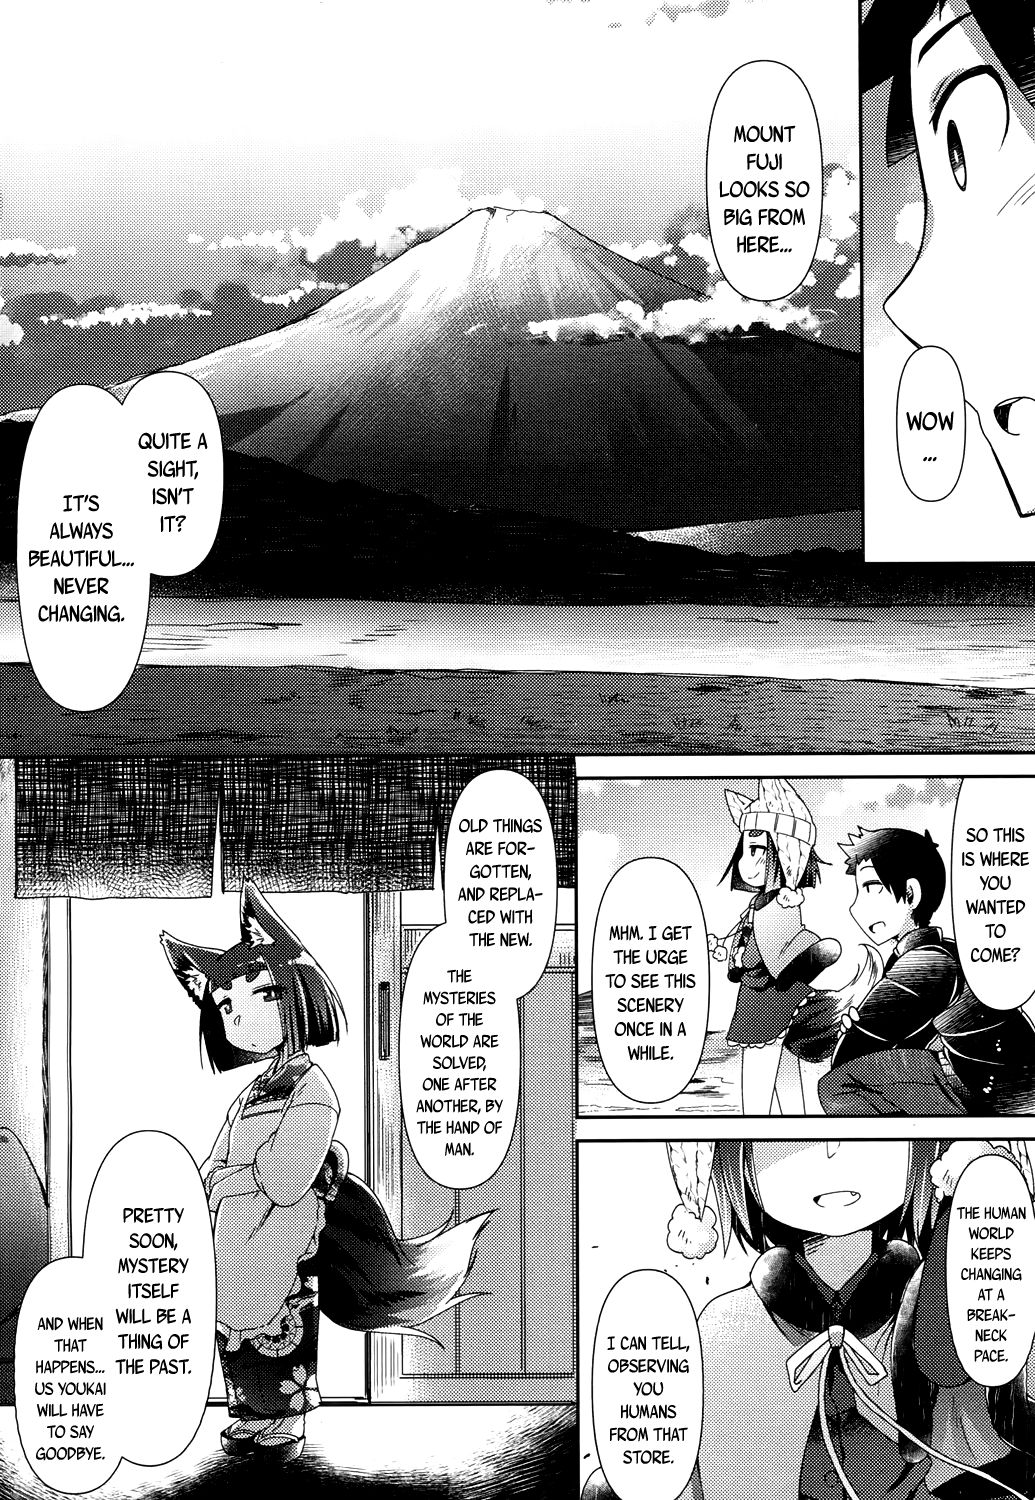 WOW
...
MOUNT
FUJI
LOOKS SO
BIG FROM
HERE...
QUITE A
SIGHT,
ISN'T
IT?
IT'S
ALWAYS
BEAUTIFUL...
NEVER
CHANGING.
SO THIS
IS WHERE
YOU
WANTED
TO
COME?
MHM. I GET
THE URGE
TO SEE THIS
SCENERY
ONCE IN A
WHILE.
THE HUMAN
WORLD
KEEPS
CHANGING
AT A
BREAK-
NECK
PACE.
I CAN TELL,
OBSERVING
YOU
HUMANS
FROM THAT
STORE.
OLD THINGS
ARE FOR-
GOTTEN,
AND REPLA-
CED WITH
THE NEW.
THE
MYSTERIES
OF THE
WORLD ARE
SOLVED,
ONE AFTER
ANOTHER, BY
THE HAND OF
MAN.
PRETTY
SOON,
MYSTERY
ITSELF
WILL BE A
THING OF
THE PAST.
AND WHEN
THAT
HAPPENS...
US YOUKAI
WILL HAVE
TO SAY
GOODBYE.